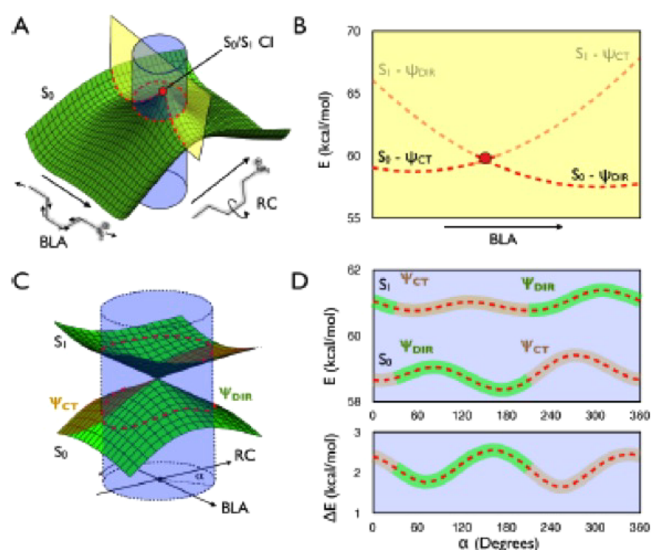 A
S₀/S₁ CI
S₀
RC
BLA
B
70
65
60
55
E (kcal/mol)
S₁ - ψCT
S₁ - ψDIR
S₀ - ψCT
S₀ - ψDIR
BLA
C
S₁
ΨCT
ΨDIR
S₀
RC
α
BLA
D
62
60
58
E (kcal/mol)
S₁
ΨCT
ΨDIR
S₀
ΨDIR
ΨCT
0 60 120 180 240 300 360
3
2
1
ΔE (kcal/mol)
0 60 120 180 240 300 360
α (Degrees)